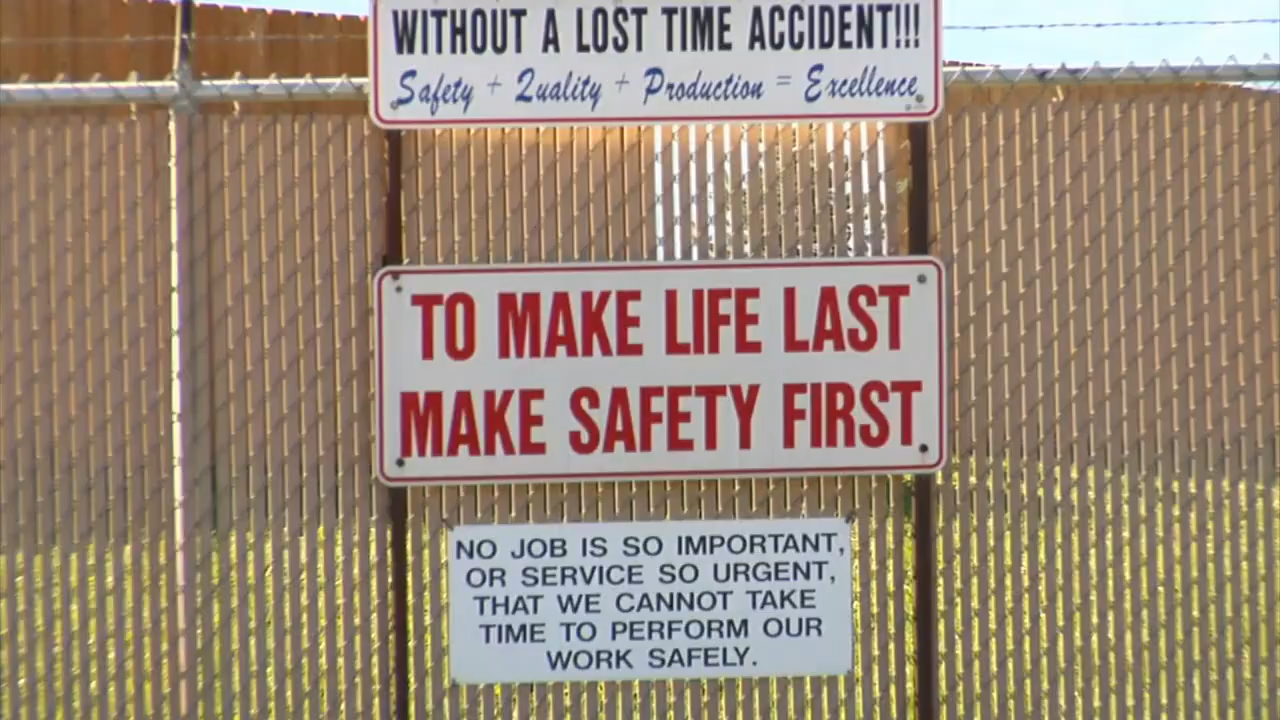 WITHOUT A LOST TIME ACCIDENT!!!
Safety + Quality + Production = Excellence
TO MAKE LIFE LAST
MAKE SAFETY FIRST
NO JOB IS SO IMPORTANT,
OR SERVICE SO URGENT,
THAT WE CANNOT TAKE
TIME TO PERFORM OUR
WORK SAFELY.